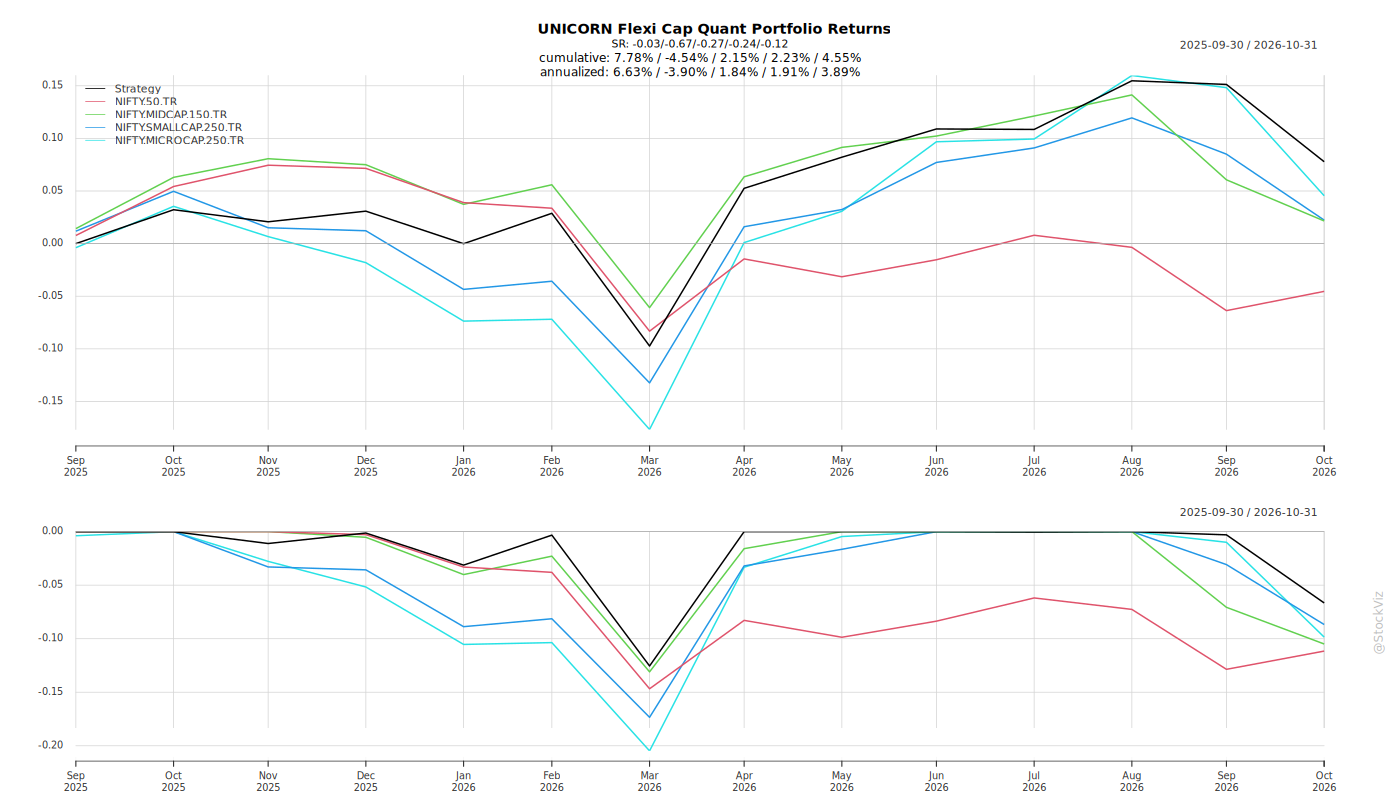 UNICORN Flexi Cap Quant Portfolio Returns
SR: -0.03/-0.67/-0.27/-0.24/-0.12
cumulative: 7.78% / -4.54% / 2.15% / 2.23% / 4.55%
annualized: 6.63% / -3.90% / 1.84% / 1.91% / 3.89%
2025-09-30 / 2026-10-31
Strategy
NIFTY.50.TR
NIFTY.MIDCAP.150.TR
NIFTY.SMALLCAP.250.TR
NIFTY.MICROCAP.250.TR
0.15
0.10
0.05
0.00
-0.05
-0.10
-0.15
Sep Oct Nov Dec Jan Feb Mar Apr May Jun Jul Aug Sep Oct
2025 2025 2025 2025 2026 2026 2026 2026 2026 2026 2026 2026 2026 2026
2025-09-30 / 2026-10-31
0.00
-0.05
-0.10
-0.15
-0.20
Sep Oct Nov Dec Jan Feb Mar Apr May Jun Jul Aug Sep Oct
2025 2025 2025 2025 2026 2026 2026 2026 2026 2026 2026 2026 2026 2026
@StockViz